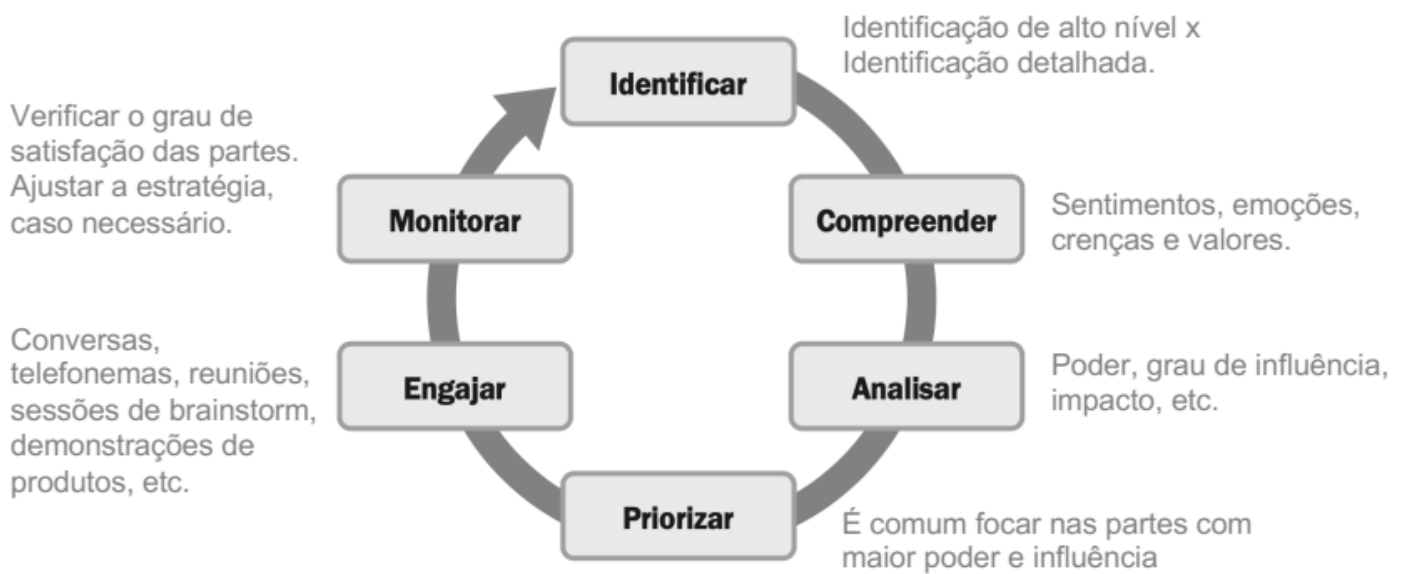 Identificar
Identificação de alto nível x
Identificação detalhada.
Compreender
Sentimentos, emoções,
crenças e valores.
Analisar
Poder, grau de influência,
impacto, etc.
Priorizar
É comum focar nas partes com
maior poder e influência
Engajar
Conversas,
telefonemas, reuniões,
sessões de brainstorm,
demonstrações de
produtos, etc.
Monitorar
Verificar o grau de
satisfação das partes.
Ajustar a estratégia,
caso necessário.